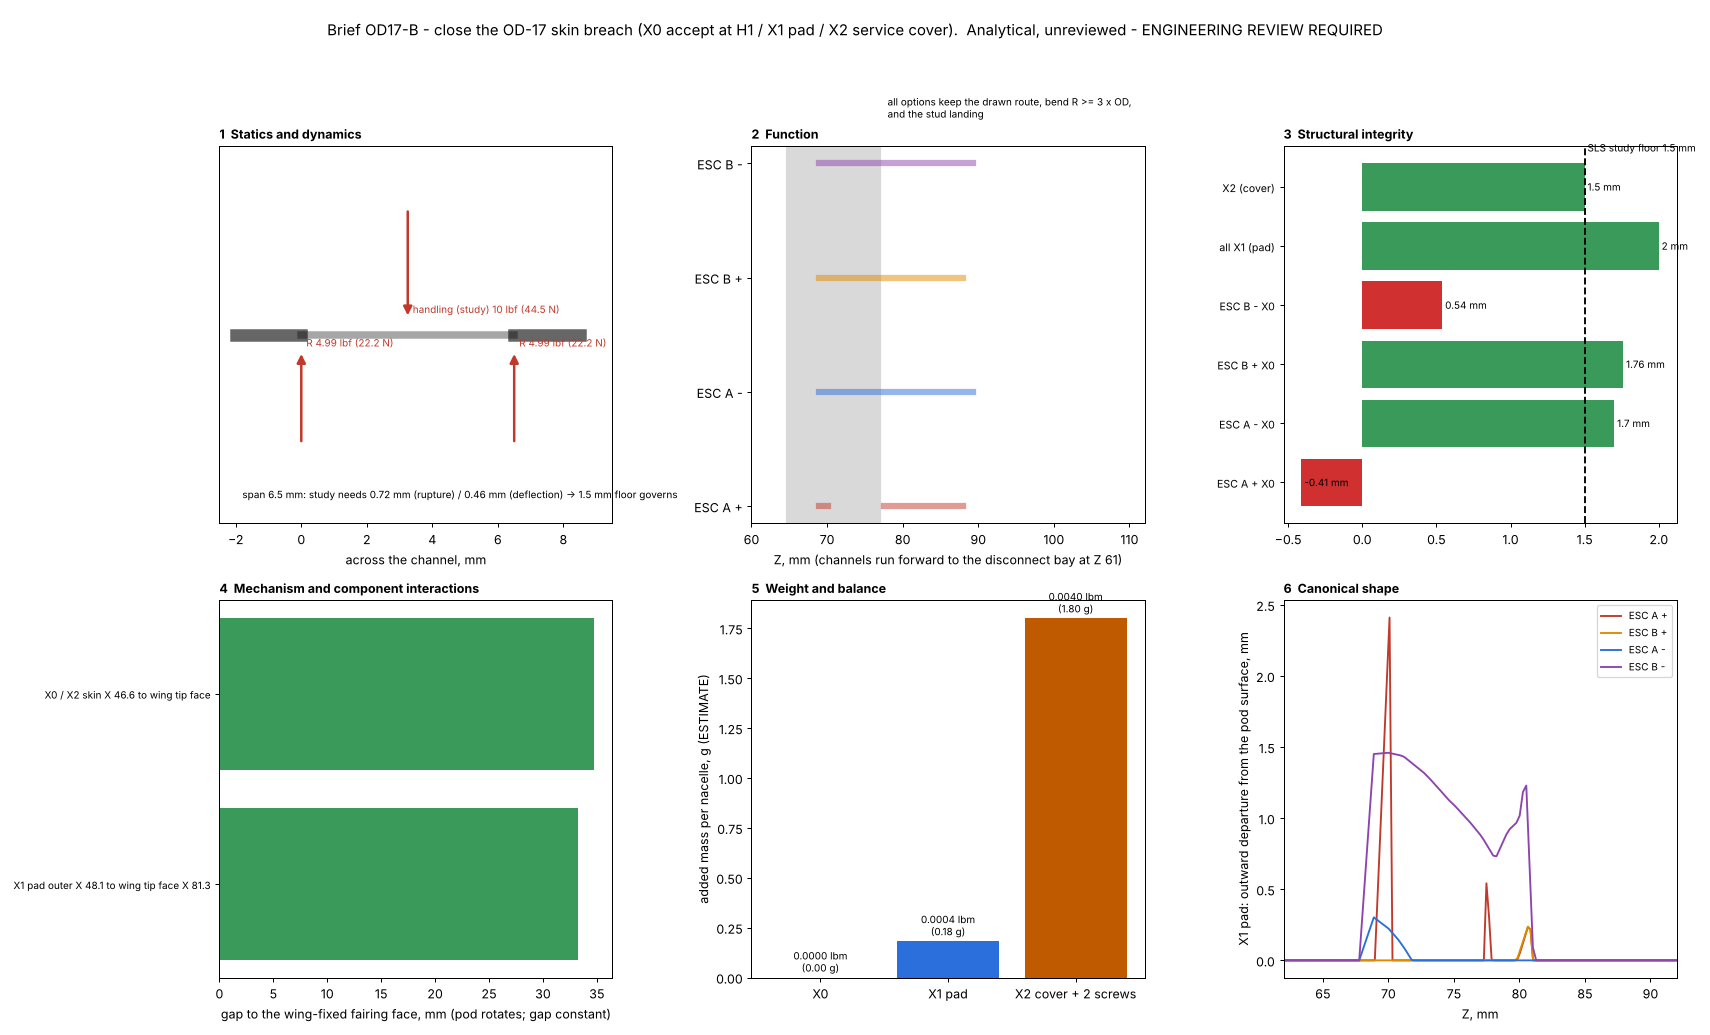 Brief OD17-B - close the OD-17 skin breach (X0 accept at H1 / X1 pad / X2 service cover).  Analytical, unreviewed - ENGINEERING REVIEW REQUIRED
1 Statics and dynamics
handling (study) 10 lbf (44.5 N)
R 4.99 lbf (22.2 N)
R 4.99 lbf (22.2 N)
span 6.5 mm: study needs 0.72 mm (rupture) / 0.46 mm (deflection) → 1.5 mm floor governs
−2 0 2 4 6 8
across the channel, mm
all options keep the drawn route, bend R >= 3 x OD,
and the stud landing
2 Function
ESC B -
ESC B +
ESC A -
ESC A +
60 70 80 90 100 110
Z, mm (channels run forward to the disconnect bay at Z 61)
3 Structural integrity
SLS study floor 1.5 mm
X2 (cover)
1.5 mm
all X1 (pad)
2 mm
ESC B - X0
0.54 mm
ESC B + X0
1.76 mm
ESC A - X0
1.7 mm
ESC A + X0
-0.41 mm
−0.5 0.0 0.5 1.0 1.5 2.0
4 Mechanism and component interactions
X0 / X2 skin X 46.6 to wing tip face
X1 pad outer X 48.1 to wing tip face X 81.3
0 5 10 15 20 25 30 35
gap to the wing-fixed fairing face, mm (pod rotates; gap constant)
5 Weight and balance
added mass per nacelle, g (ESTIMATE)
1.75
1.50
1.25
1.00
0.75
0.50
0.25
0.00
0.0000 lbm
(0.00 g)
0.0004 lbm
(0.18 g)
0.0040 lbm
(1.80 g)
X0 X1 pad X2 cover + 2 screws
6 Canonical shape
X1 pad: outward departure from the pod surface, mm
2.5
2.0
1.5
1.0
0.5
0.0
ESC A +
ESC B +
ESC A -
ESC B -
65 70 75 80 85 90
Z, mm